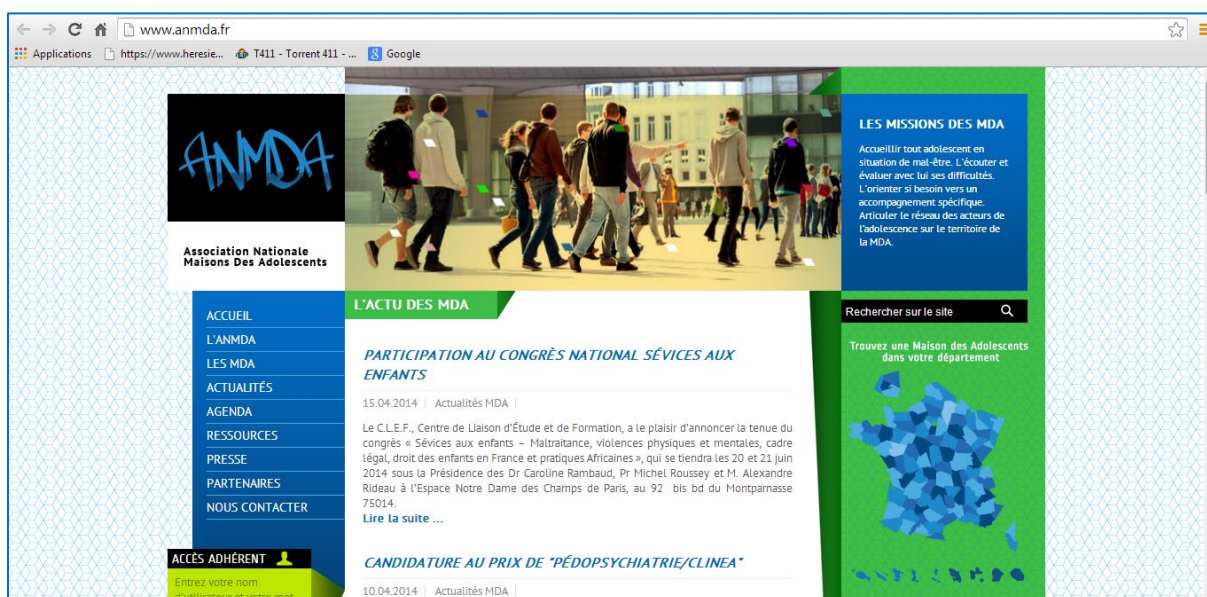 www.anmda.fr
Applications
https://www.heresie...
T411 - Torrent 411 - ...
Google
ANMDA
Association Nationale
Maisons Des Adolescents
ACCUEIL
L'ANMDA
LES MDA
ACTUALITÉS
AGENDA
RESSOURCES
PRESSE
PARTENAIRES
NOUS CONTACTER
ACCÈS ADHÉRENT
Entrez votre nom
d'utilisateur et votre mot
L'ACTU DES MDA
PARTICIPATION AU CONGRÈS NATIONAL SÉVICES AUX
ENFANTS
15.04.2014 | Actualités MDA |
Le C.L.E.F., Centre de Liaison d'Étude et de Formation, a le plaisir d'annoncer la tenue du
congrès « Sévices aux enfants – Maltraitance, violences physiques et mentales, cadre
légal, droit des enfants en France et pratiques Africaines », qui se tiendra les 20 et 21 juin
2014 sous la Présidence des Dr Caroline Rambaud, Pr Michel Roussey et M. Alexandre
Rideau à l'Espace Notre Dame des Champs de Paris, au 92 bis bd du Montparnasse
75014.
Lire la suite ...
CANDIDATURE AU PRIX DE "PÉDOPSYCHIATRIE/CLINEA"
10.04.2014 | Actualités MDA |
LES MISSIONS DES MDA
Accueillir tout adolescent en
situation de mal-être. L'écouter et
évaluer avec lui ses difficultés.
L'orienter si besoin vers un
accompagnement spécifique.
Articuler le réseau des acteurs de
l'adolescence sur le territoire de
la MDA.
Rechercher sur le site
Trouvez une Maison des Adolescents
dans votre département